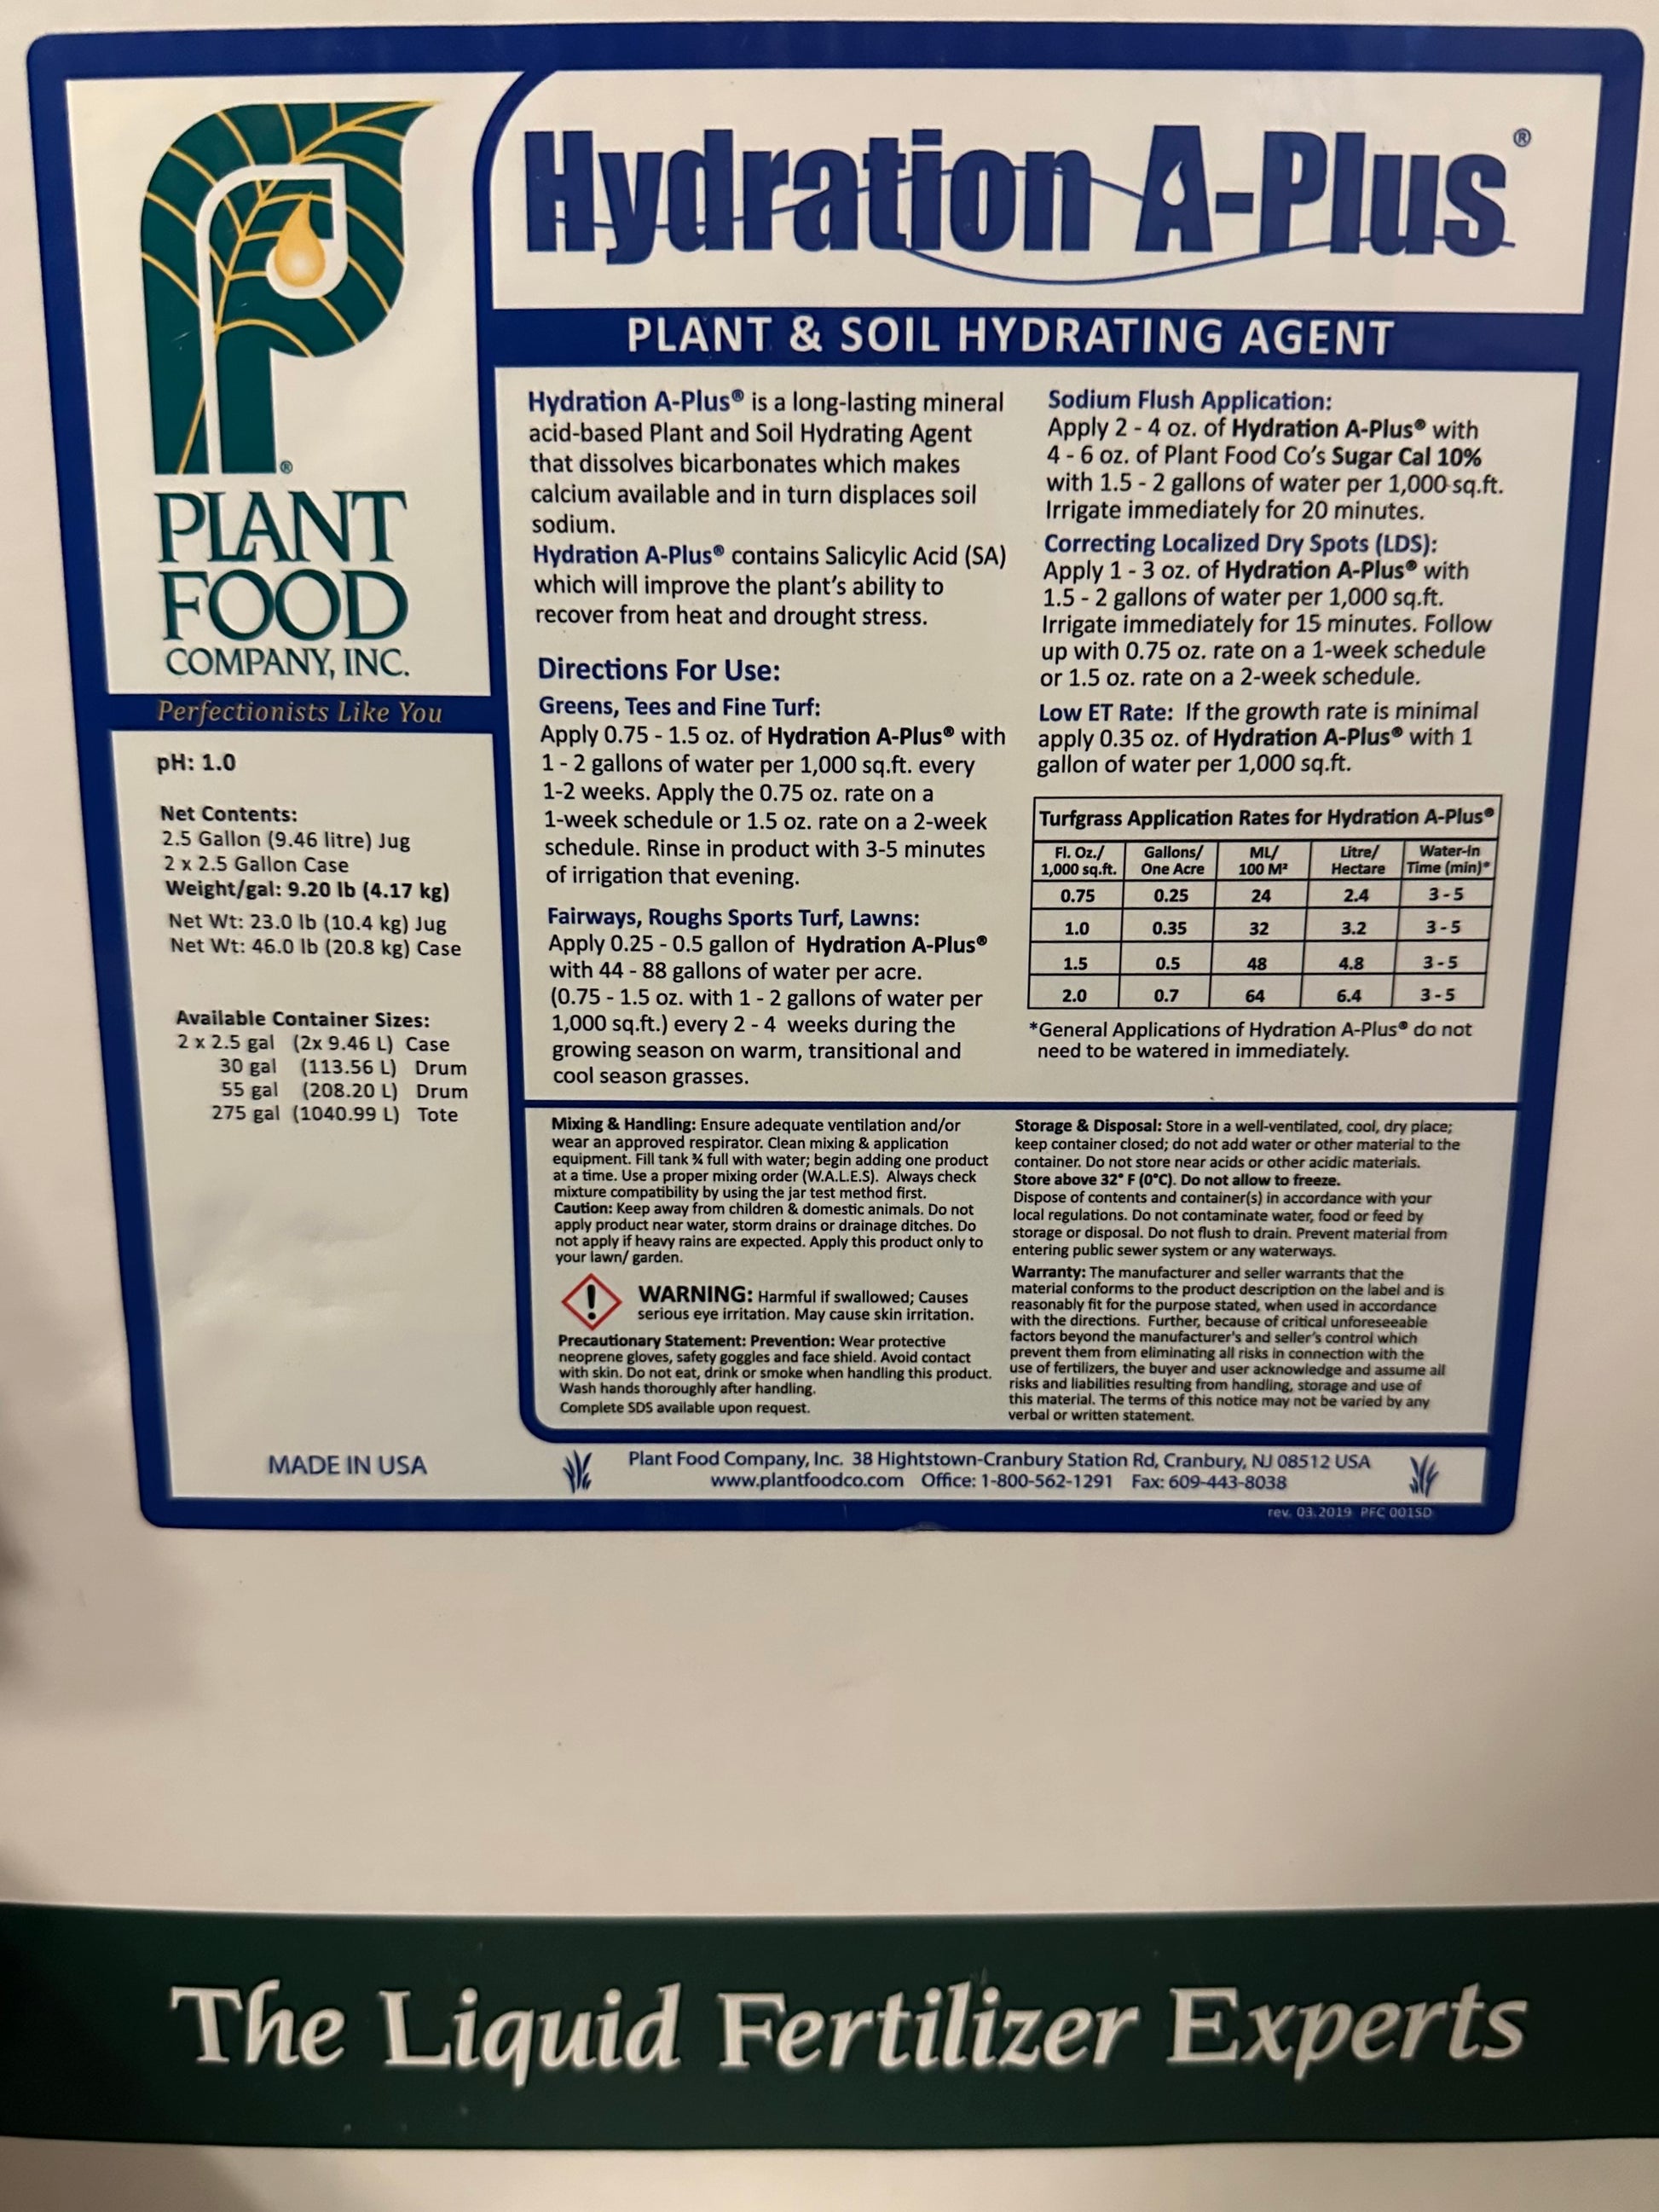 Hydration A-Plus®
PLANT & SOIL HYDRATING AGENT
®
PLANT
FOOD
COMPANY, INC.
Perfectionists Like You
pH: 1.0
Net Contents:
2.5 Gallon (9.46 litre) Jug
2 x 2.5 Gallon Case
Weight/gal: 9.20 lb (4.17 kg)
Net Wt: 23.0 lb (10.4 kg) Jug
Net Wt: 46.0 lb (20.8 kg) Case
Available Container Sizes:
2 x 2.5 gal (2x 9.46 L) Case
30 gal (113.56 L) Drum
55 gal (208.20 L) Drum
275 gal (1040.99 L) Tote
MADE IN USA
Hydration A-Plus® is a long-lasting mineral
acid-based Plant and Soil Hydrating Agent
that dissolves bicarbonates which makes
calcium available and in turn displaces soil
sodium.
Hydration A-Plus® contains Salicylic Acid (SA)
which will improve the plant's ability to
recover from heat and drought stress.
Directions For Use:
Greens, Tees and Fine Turf:
Apply 0.75 - 1.5 oz. of Hydration A-Plus® with
1 - 2 gallons of water per 1,000 sq.ft. every
1-2 weeks. Apply the 0.75 oz. rate on a
1-week schedule or 1.5 oz. rate on a 2-week
schedule. Rinse in product with 3-5 minutes
of irrigation that evening.
Fairways, Roughs Sports Turf, Lawns:
Apply 0.25 - 0.5 gallon of Hydration A-Plus®
with 44 - 88 gallons of water per acre.
(0.75 - 1.5 oz. with 1 - 2 gallons of water per
1,000 sq.ft.) every 2 - 4 weeks during the
growing season on warm, transitional and
cool season grasses.
Sodium Flush Application:
Apply 2 - 4 oz. of Hydration A-Plus® with
4 - 6 oz. of Plant Food Co's Sugar Cal 10%
with 1.5 - 2 gallons of water per 1,000 sq.ft.
Irrigate immediately for 20 minutes.
Correcting Localized Dry Spots (LDS):
Apply 1 - 3 oz. of Hydration A-Plus® with
1.5 - 2 gallons of water per 1,000 sq.ft.
Irrigate immediately for 15 minutes. Follow
up with 0.75 oz. rate on a 1-week schedule
or 1.5 oz. rate on a 2-week schedule.
Low ET Rate: If the growth rate is minimal
apply 0.35 oz. of Hydration A-Plus® with 1
gallon of water per 1,000 sq.ft.
Turfgrass Application Rates for Hydration A-Plus®
Fl. Oz./ Gallons/ ML/ Litre/ Water-In
1,000 sq.ft. One Acre 100 M² Hectare Time (min)*
0.75 0.25 24 2.4 3 - 5
1.0 0.35 32 3.2 3 - 5
1.5 0.5 48 4.8 3 - 5
2.0 0.7 64 6.4 3 - 5
*General Applications of Hydration A-Plus® do not
need to be watered in immediately.
Mixing & Handling: Ensure adequate ventilation and/or
wear an approved respirator. Clean mixing & application
equipment. Fill tank ¾ full with water; begin adding one product
at a time. Use a proper mixing order (W.A.L.E.S). Always check
mixture compatibility by using the jar test method first.
Caution: Keep away from children & domestic animals. Do not
apply product near water, storm drains or drainage ditches. Do
not apply if heavy rains are expected. Apply this product only to
your lawn/ garden.
WARNING: Harmful if swallowed; Causes
serious eye irritation. May cause skin irritation.
Precautionary Statement: Prevention: Wear protective
neoprene gloves, safety goggles and face shield. Avoid contact
with skin. Do not eat, drink or smoke when handling this product.
Wash hands thoroughly after handling.
Complete SDS available upon request.
Storage & Disposal: Store in a well-ventilated, cool, dry place;
keep container closed; do not add water or other material to the
container. Do not store near acids or other acidic materials.
Store above 32° F (0°C). Do not allow to freeze.
Dispose of contents and container(s) in accordance with your
local regulations. Do not contaminate water, food or feed by
storage or disposal. Do not flush to drain. Prevent material from
entering public sewer system or any waterways.
Warranty: The manufacturer and seller warrants that the
material conforms to the product description on the label and is
reasonably fit for the purpose stated, when used in accordance
with the directions. Further, because of critical unforeseeable
factors beyond the manufacturer's and seller's control which
prevent them from eliminating all risks in connection with the
use of fertilizers, the buyer and user acknowledge and assume all
risks and liabilities resulting from handling, storage and use of
this material. The terms of this notice may not be varied by any
verbal or written statement.
Plant Food Company, Inc. 38 Hightstown-Cranbury Station Rd, Cranbury, NJ 08512 USA
www.plantfoodco.com Office: 1-800-562-1291 Fax: 609-443-8038
rev. 03.2019 PFC 001SD
The Liquid Fertilizer Experts